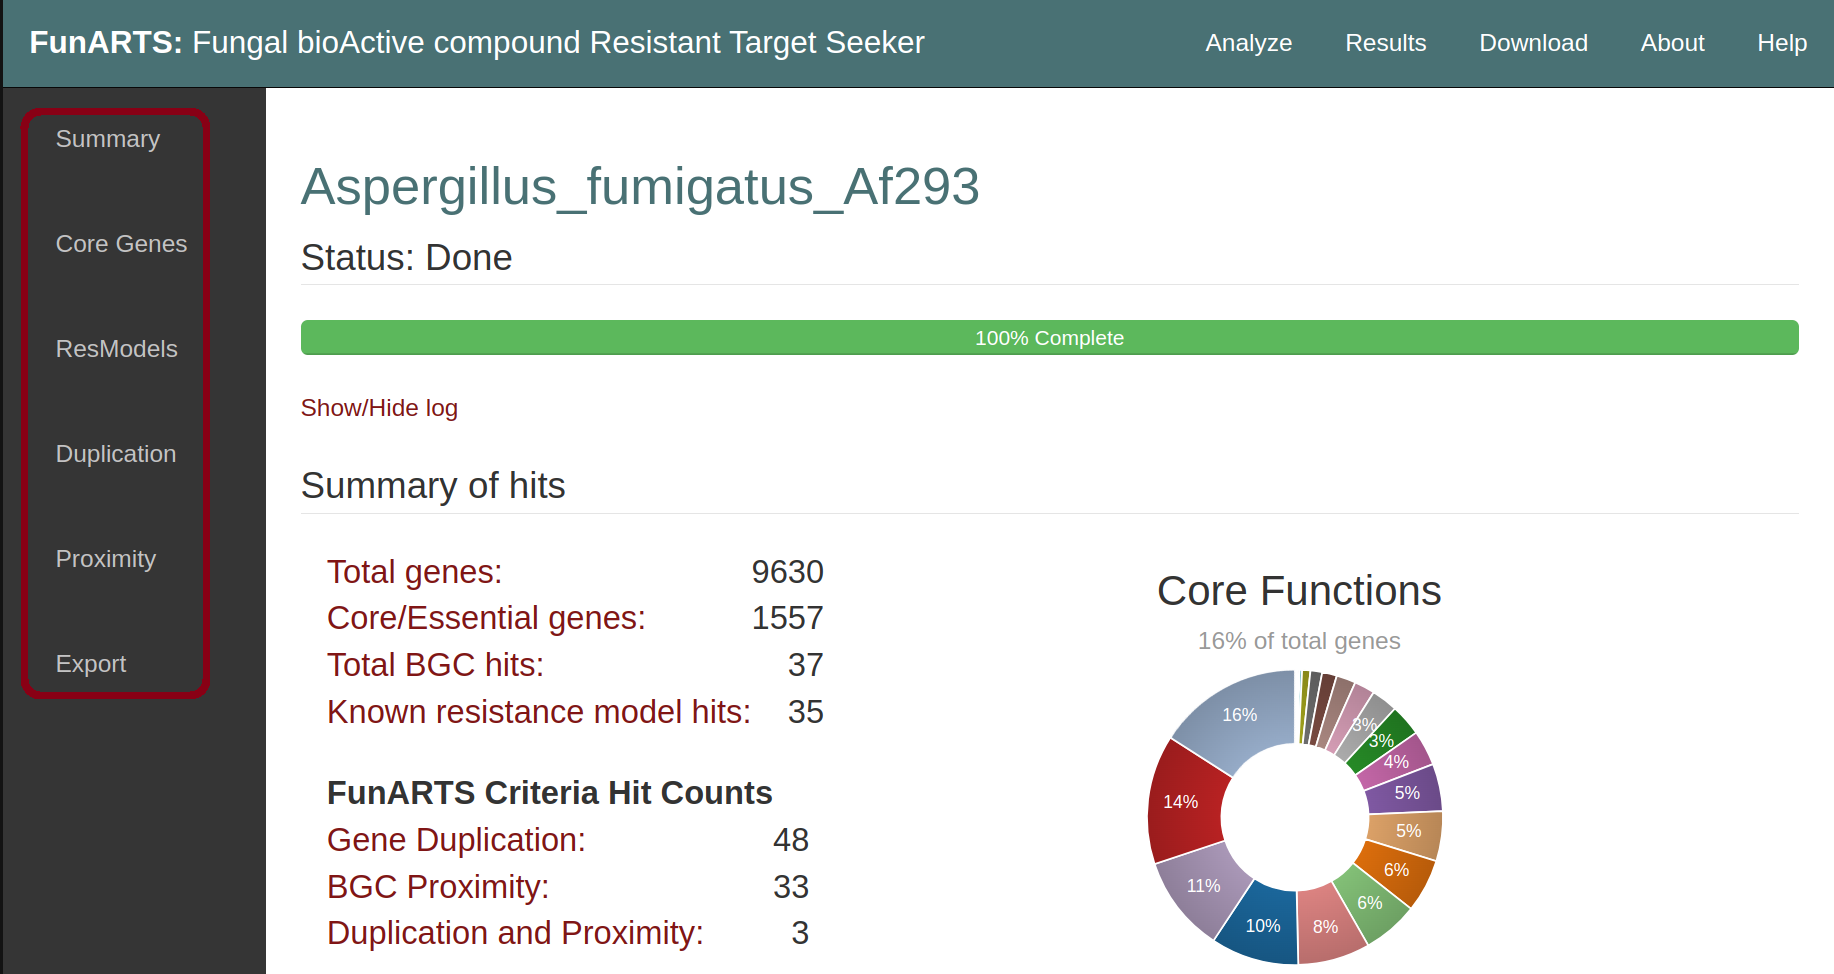 FunARTS: Fungal bioActive compound Resistant Target Seeker
Analyze Results Download About Help
Summary
Core Genes
ResModels
Duplication
Proximity
Export
Aspergillus_fumigatus_Af293
Status: Done
100% Complete
Show/Hide log
Summary of hits
Total genes: 9630
Core/Essential genes: 1557
Total BGC hits: 37
Known resistance model hits: 35
FunARTS Criteria Hit Counts
Gene Duplication: 48
BGC Proximity: 33
Duplication and Proximity: 3
Core Functions
16% of total genes
16%
14%
11%
10%
8%
6%
6%
5%
5%
4%
3%
3%